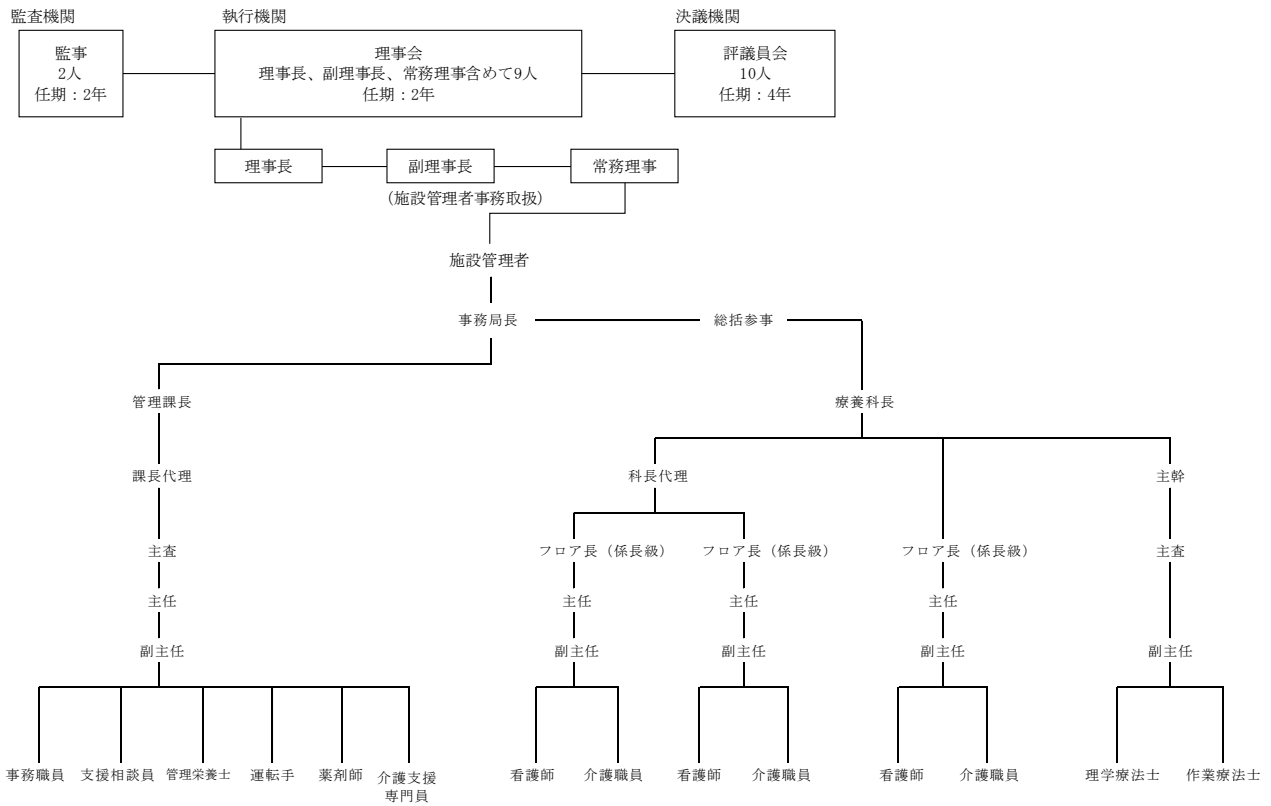 監査機関
執行機関
決議機関
監事
2人
任期：2年
理事会
理事長、副理事長、常務理事含めて9人
任期：2年
評議員会
10人
任期：4年
理事長
副理事長
常務理事
(施設管理者事務取扱)
施設管理者
事務局長
総括参事
管理課長
療養科長
課長代理
科長代理
主幹
主査
フロア長（係長級）
フロア長（係長級）
フロア長（係長級）
主査
主任
主任
主任
主任
副主任
副主任
副主任
副主任
副主任
事務職員
支援相談員
管理栄養士
運転手
薬剤師
介護支援
専門員
看護師
介護職員
看護師
介護職員
看護師
介護職員
理学療法士
作業療法士